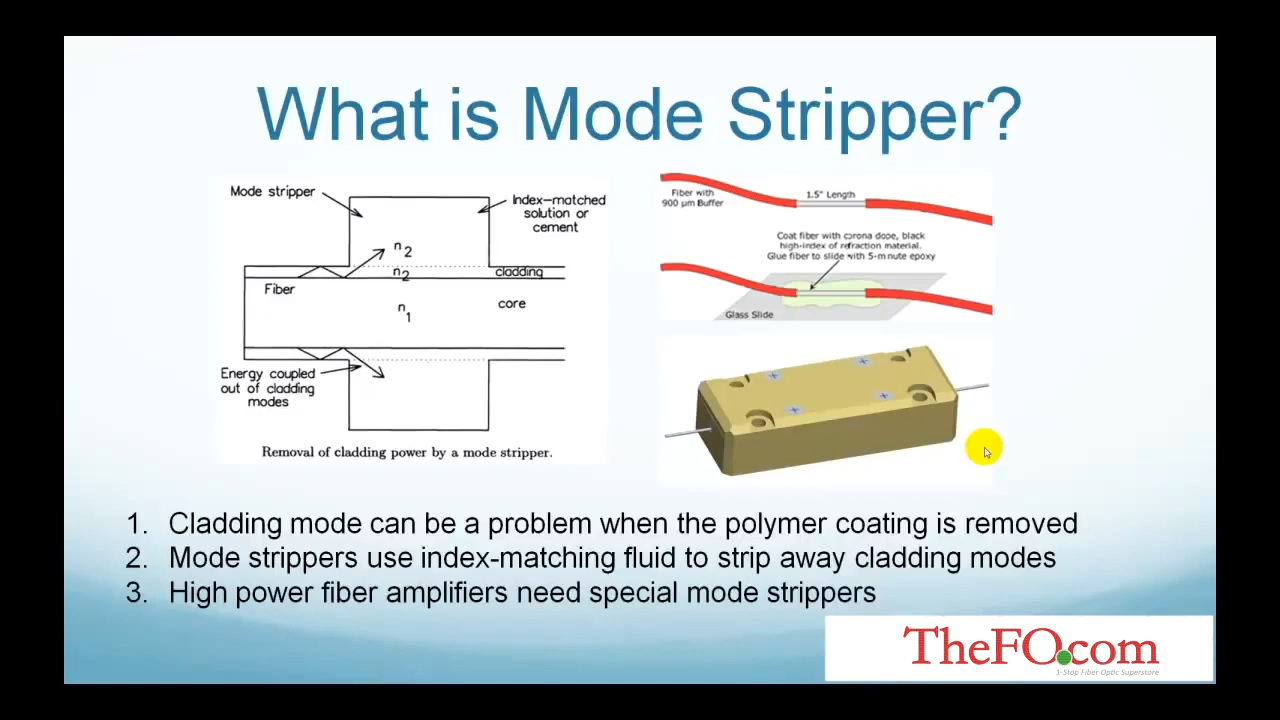 What is Mode Stripper?
Mode stripper
Index-matched
solution or
cement
n2
n2
cladding
Fiber
n1
core
Energy coupled
out of cladding
modes
Removal of cladding power by a mode stripper.
Fiber with
900 µm Buffer
1.5" Length
Coat fiber with corona dope, black
high-index of refraction material.
Glue fiber to slide with 5-minute epoxy
Glass Slide
1. Cladding mode can be a problem when the polymer coating is removed
2. Mode strippers use index-matching fluid to strip away cladding modes
3. High power fiber amplifiers need special mode strippers
TheFO.com
1-Stop Fiber Optic Superstore